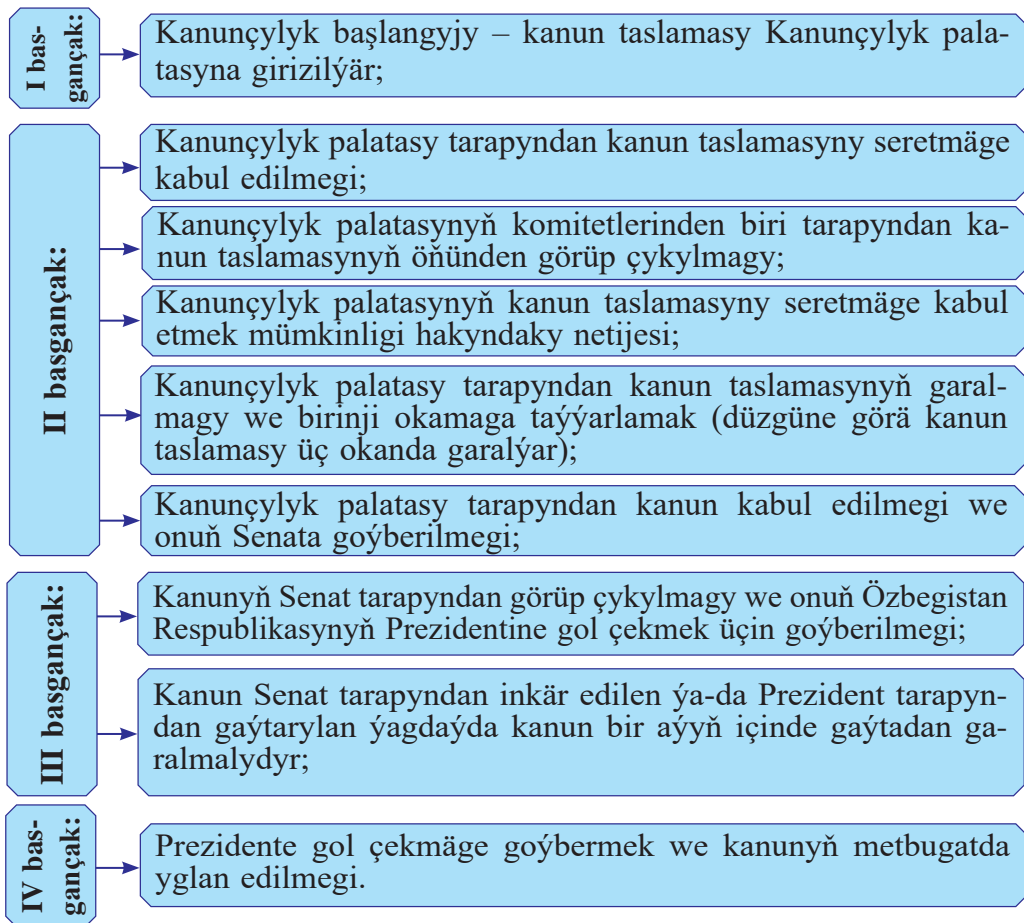 I bas-
gançak:
Kanunçylyk başlangyjy – kanun taslamasy Kanunçylyk pala-
tasyna girizilýär;
II basgançak:
Kanunçylyk palatasy tarapyndan kanun taslamasyny seretmäge
kabul edilmegi;
Kanunçylyk palatasynyň komitetlerinden biri tarapyndan ka-
nun taslamasynyň öňünden görüp çykylmagy;
Kanunçylyk palatasynyň kanun taslamasyny seretmäge kabul
etmek mümkinligi hakyndaky netijesi;
Kanunçylyk palatasy tarapyndan kanun taslamasynyň garal-
magy we birinji okamaga taýýarlamak (düzgüne görä kanun
taslamasy üç okanda garalýar);
Kanunçylyk palatasy tarapyndan kanun kabul edilmegi we
onuň Senata goýberilmegi;
III basgançak:
Kanunyň Senat tarapyndan görüp çykylmagy we onuň Özbegistan
Respublikasynyň Prezidentine gol çekmek üçin goýberilmegi;
Kanun Senat tarapyndan inkär edilen ýa-da Prezident tarapyn-
dan gaýtarylan ýagdaýda kanun bir aýyň içinde gaýtadan ga-
ralmalydyr;
IV bas-
gançak:
Prezidente gol çekmäge goýbermek we kanunyň metbugatda
yglan edilmegi.